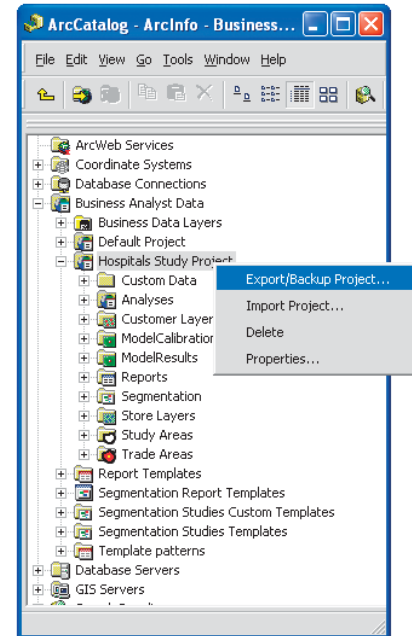 ArcCatalog - ArcInfo - Business...
File Edit View Go Tools Window Help
ArcWeb Services
Coordinate Systems
Database Connections
Business Analyst Data
Business Data Layers
Default Project
Hospitals Study Project
Custom Data
Export/Backup Project...
Analyses
Import Project...
Customer Layer
Delete
ModelCalibration
ModelResults
Properties...
Reports
Segmentation
Store Layers
Study Areas
Trade Areas
Report Templates
Segmentation Report Templates
Segmentation Studies Custom Templates
Segmentation Studies Templates
Template patterns
Database Servers
GIS Servers